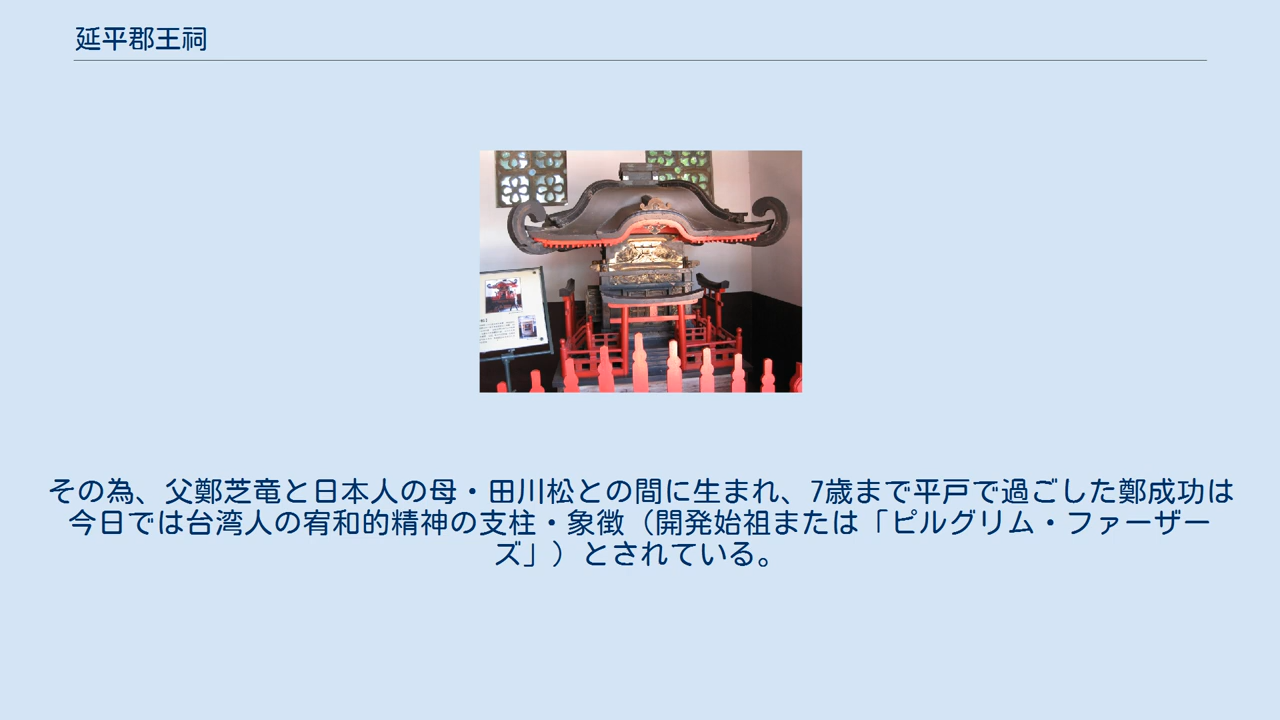 延平郡王祠
その為、父鄭芝竜と日本人の母・田川松との間に生まれ、7歳まで平戸で過ごした鄭成功は
今日では台湾人の宥和的精神の支柱・象徴（開発始祖または「ピルグリム・ファーザー
ズ」）とされている。